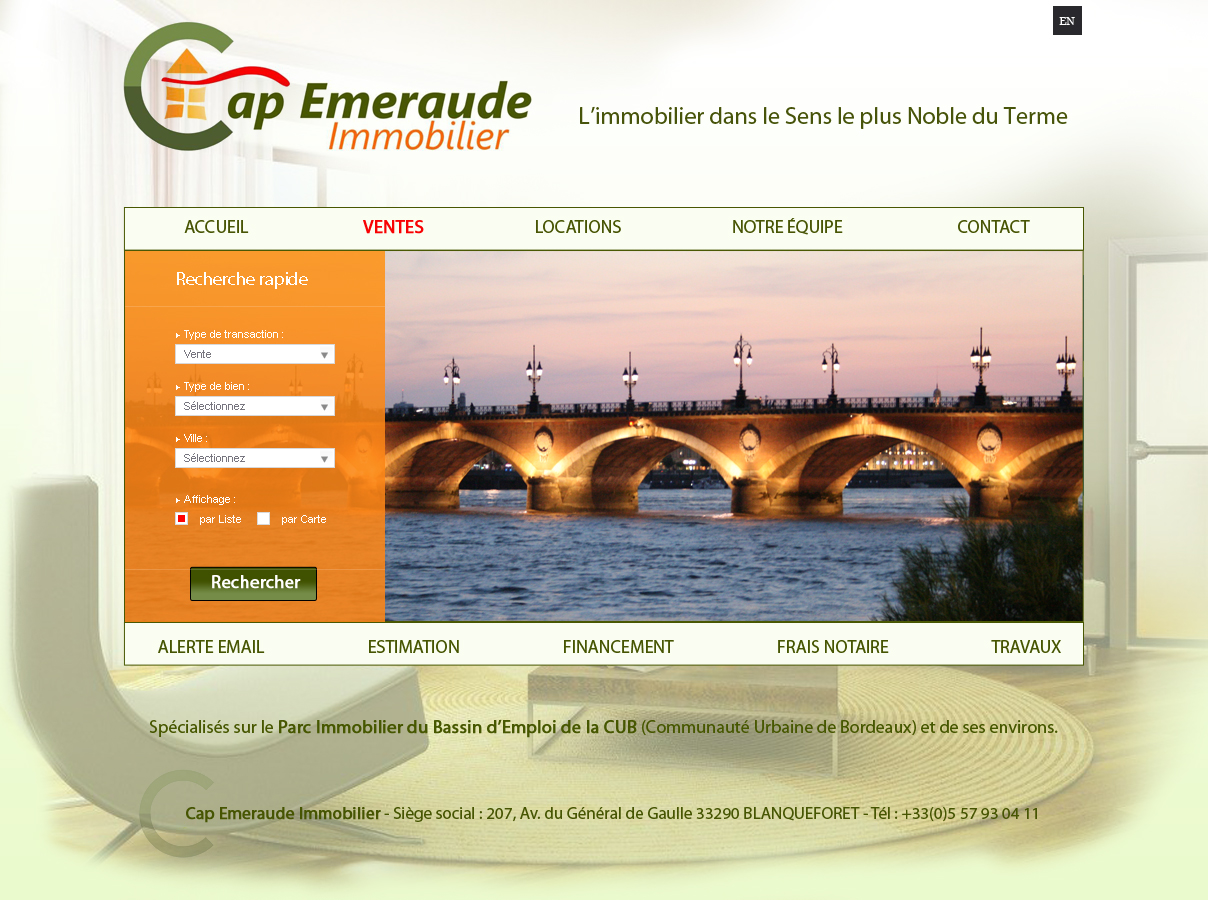 EN
Cap Emeraude
Immobilier
L'immobilier dans le Sens le plus Noble du Terme
ACCUEIL VENTES LOCATIONS NOTRE ÉQUIPE CONTACT
Recherche rapide
Type de transaction :
Vente
Type de bien :
Sélectionnez
Ville :
Sélectionnez
Affichage :
par Liste par Carte
Rechercher
ALERTE EMAIL ESTIMATION FINANCEMENT FRAIS NOTAIRE TRAVAUX
Spécialisés sur le Parc Immobilier du Bassin d'Emploi de la CUB (Communauté Urbaine de Bordeaux) et de ses environs.
Cap Emeraude Immobilier - Siège social : 207, Av. du Général de Gaulle 33290 BLANQUEFORET - Tél : +33(0)5 57 93 04 11